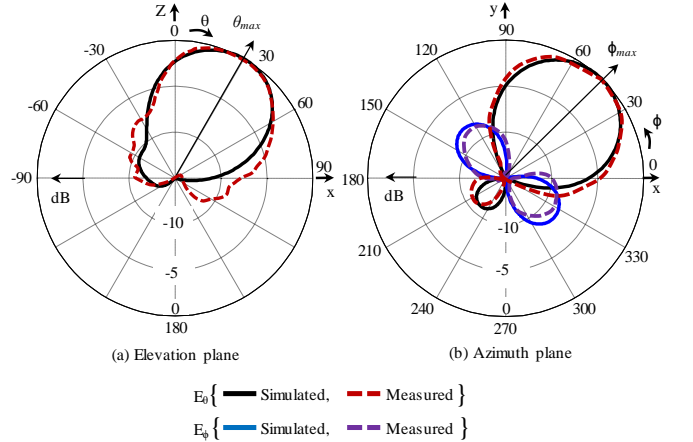 Z
θ
θmax
0
-30
30
-60
60
-90
90
x
dB
-10
-5
0
180
(a) Elevation plane
y
90
120
60
ϕmax
150
30
ϕ
180
0
x
dB
-10
210
330
-5
240
300
0
270
(b) Azimuth plane
Eθ { Simulated, Measured }
Eϕ { Simulated, Measured }